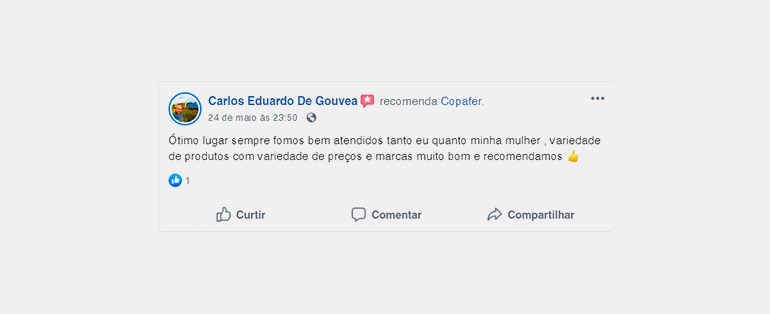 Carlos Eduardo De Gouvea recomenda Copafer.
24 de maio às 23:50 ·
Ótimo lugar sempre fomos bem atendidos tanto eu quanto minha mulher , variedade
de produtos com variedade de preços e marcas muito bom e recomendamos 👍
1
Curtir Comentar Compartilhar